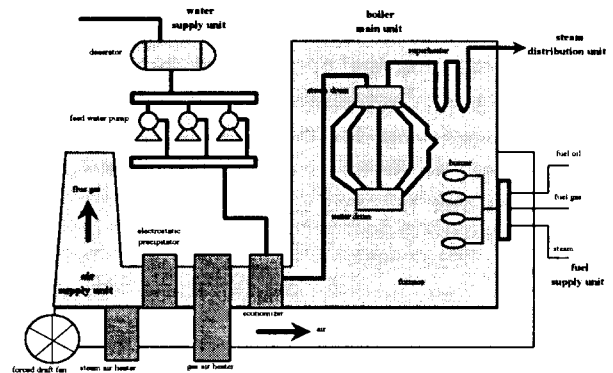 water
supply unit
boiler
main unit
steam
distribution unit
deaerator
superheater
steam drum
feed water pump
burner
fuel oil
flue gas
fuel gas
electrostatic
precipitator
water drum
steam
air
supply unit
fuel
supply unit
furnace
economizer
air
forced draft fan
steam air heater
gas air heater